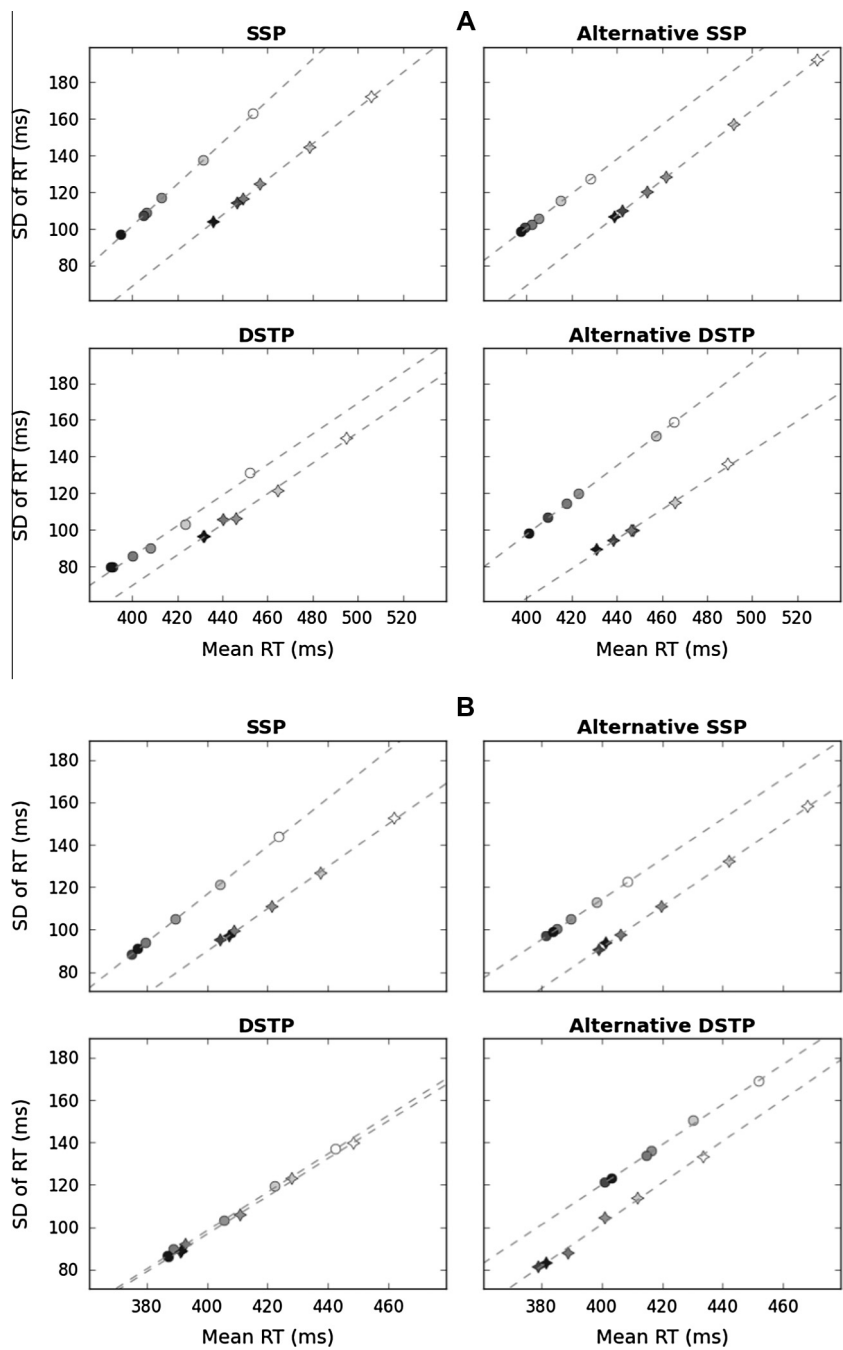 A
SSP
Alternative SSP
SD of RT (ms)
180
160
140
120
100
80
DSTP
Alternative DSTP
SD of RT (ms)
180
160
140
120
100
80
400 420 440 460 480 500 520
400 420 440 460 480 500 520
Mean RT (ms)
Mean RT (ms)
B
SSP
Alternative SSP
SD of RT (ms)
180
160
140
120
100
80
DSTP
Alternative DSTP
SD of RT (ms)
180
160
140
120
100
80
380 400 420 440 460
380 400 420 440 460
Mean RT (ms)
Mean RT (ms)